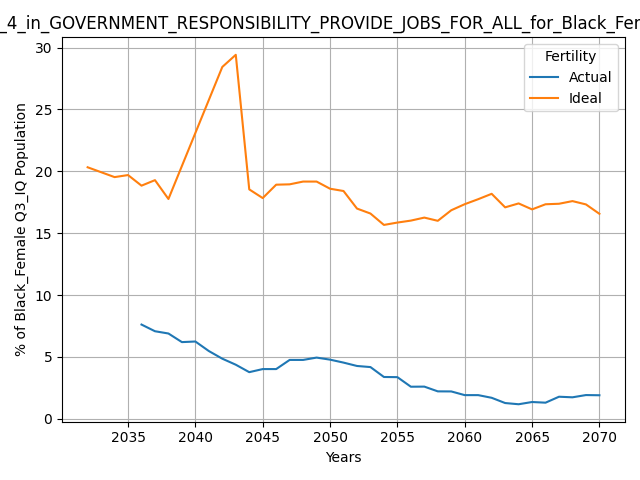 _4_in_GOVERNMENT_RESPONSIBILITY_PROVIDE_JOBS_FOR_ALL_for_Black_Fer
Fertility
Actual
Ideal
30
25
20
15
10
5
0
% of Black_Female Q3_IQ Population
2035 2040 2045 2050 2055 2060 2065 2070
Years